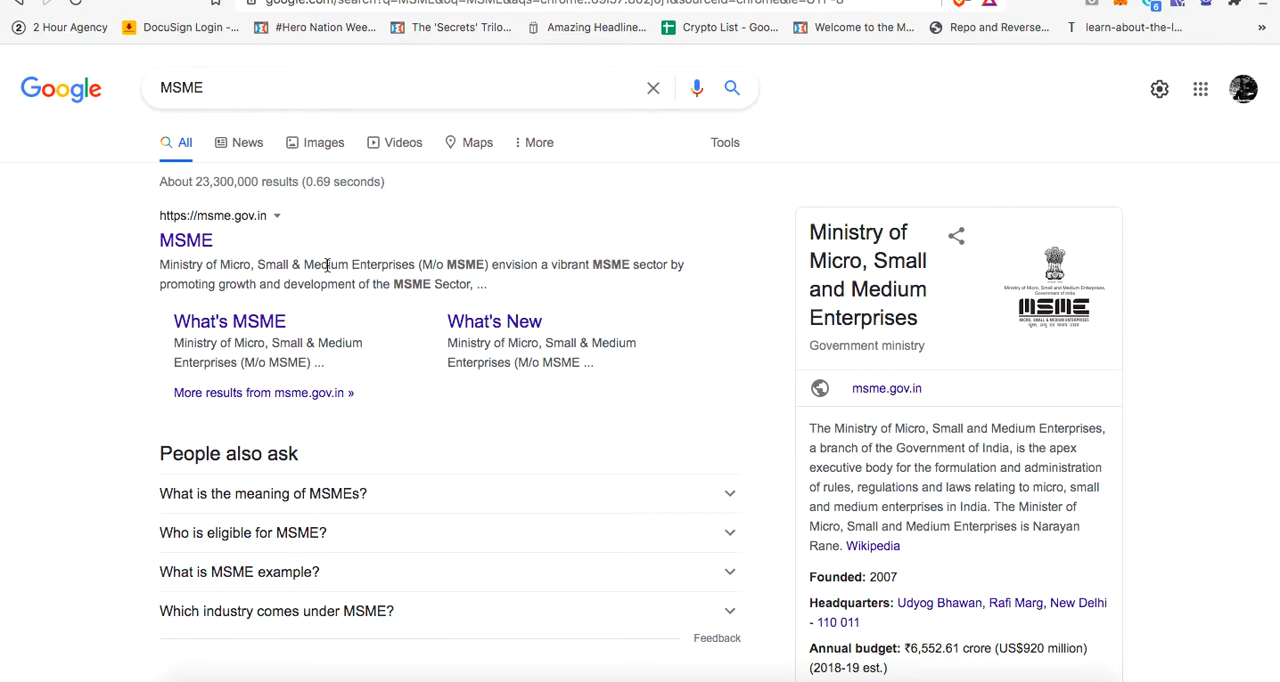 2 Hour Agency
DocuSign Login -...
#Hero Nation Wee...
The 'Secrets' Trilo...
Amazing Headline...
Crypto List - Goo...
Welcome to the M...
Repo and Reverse...
T learn-about-the-l...
»
Google
MSME
All
News
Images
Videos
Maps
More
Tools
About 23,300,000 results (0.69 seconds)
https://msme.gov.in
MSME
Ministry of Micro, Small & Medium Enterprises (M/o MSME) envision a vibrant MSME sector by
promoting growth and development of the MSME Sector, ...
What's MSME
Ministry of Micro, Small & Medium
Enterprises (M/o MSME) ...
What's New
Ministry of Micro, Small & Medium
Enterprises (M/o MSME ...
More results from msme.gov.in »
People also ask
What is the meaning of MSMEs?
Who is eligible for MSME?
What is MSME example?
Which industry comes under MSME?
Feedback
Ministry of
Micro, Small
and Medium
Enterprises
Government ministry
MSME
msme.gov.in
The Ministry of Micro, Small and Medium Enterprises,
a branch of the Government of India, is the apex
executive body for the formulation and administration
of rules, regulations and laws relating to micro, small
and medium enterprises in India. The Minister of
Micro, Small and Medium Enterprises is Narayan
Rane. Wikipedia
Founded: 2007
Headquarters: Udyog Bhawan, Rafi Marg, New Delhi
- 110 011
Annual budget: ₹6,552.61 crore (US$920 million)
(2018-19 est.)